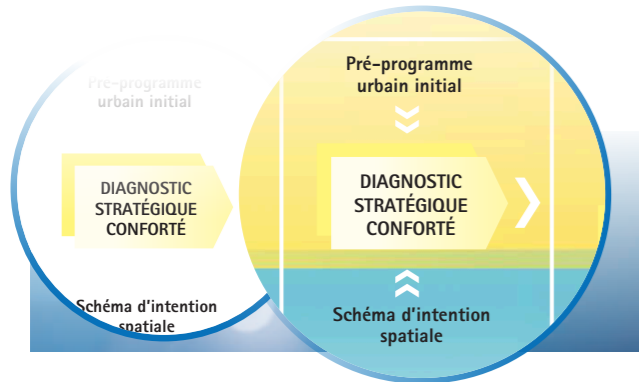 Pré-programme
urbain initial
DIAGNOSTIC
STRATÉGIQUE
CONFORTÉ
Schéma d'intention
spatiale
Pré-programme
urbain initial
DIAGNOSTIC
STRATÉGIQUE
CONFORTÉ
Schéma d'intention
spatiale